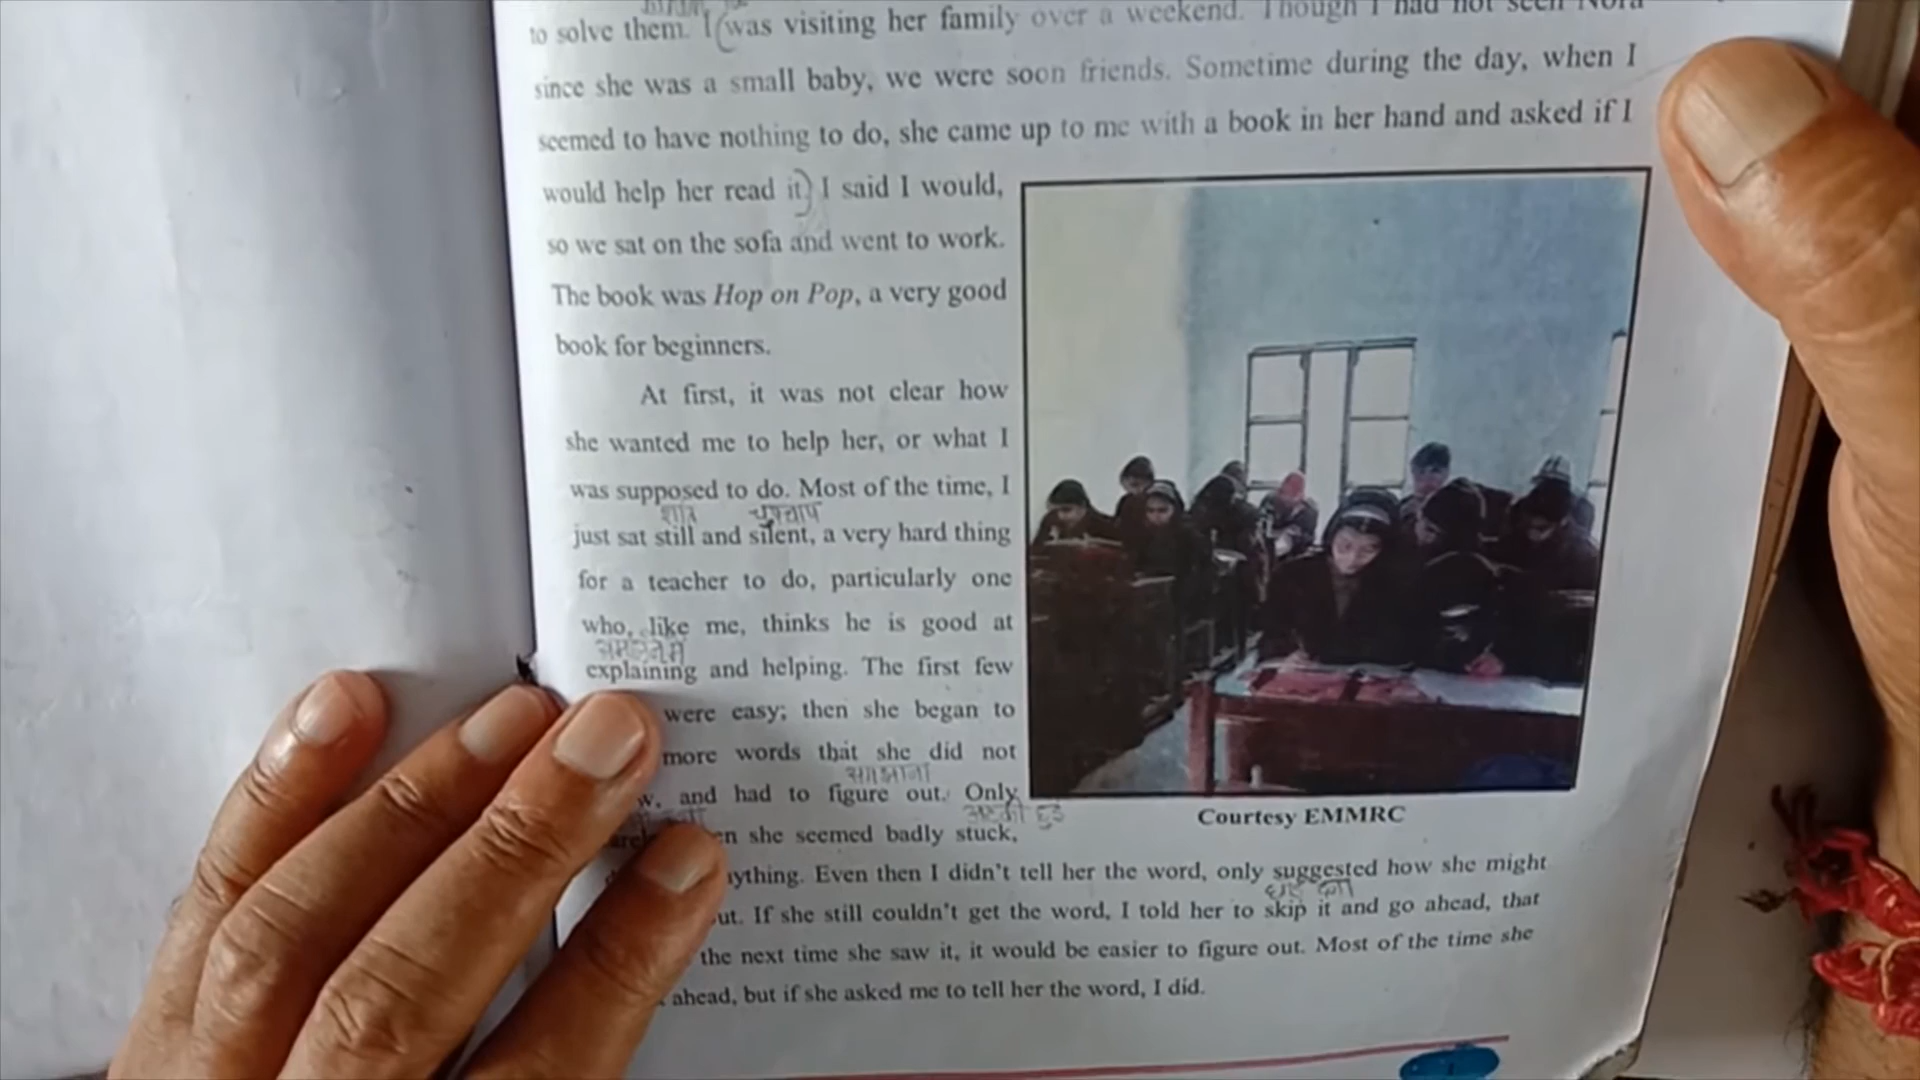 to solve them. I (was visiting her family over a weekend. Though I had not seen Nora
since she was a small baby, we were soon friends. Sometime during the day, when I
seemed to have nothing to do, she came up to me with a book in her hand and asked if I
would help her read it) I said I would,
so we sat on the sofa and went to work.
The book was Hop on Pop, a very good
book for beginners.
At first, it was not clear how
she wanted me to help her, or what I
was supposed to do. Most of the time, I
शांत चुपचाप
just sat still and silent, a very hard thing
for a teacher to do, particularly one
who, like me, thinks he is good at
explaining and helping. The first few
were easy; then she began to
more words that she did not
and had to figure out. Only
she seemed badly stuck,
Even then I didn't tell her the word, only suggested how she might
If she still couldn't get the word, I told her to skip it and go ahead, that
the next time she saw it, it would be easier to figure out. Most of the time she
ahead, but if she asked me to tell her the word, I did.
Courtesy EMMRC